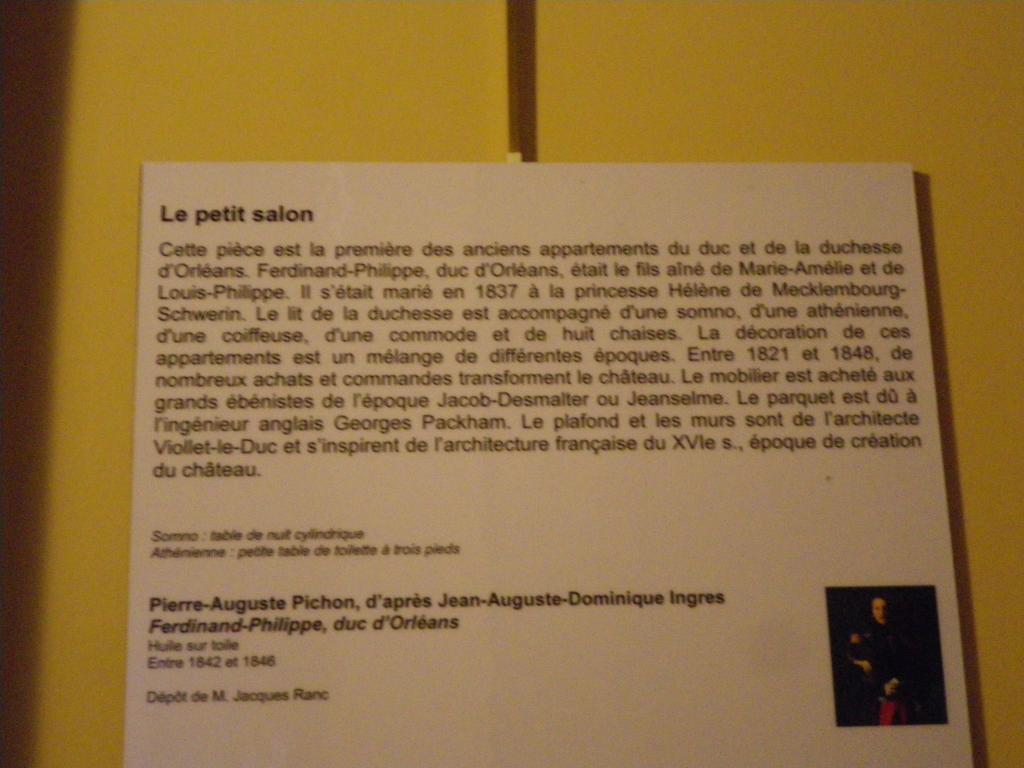 Le petit salon
Cette pièce est la première des anciens appartements du duc et de la duchesse
d'Orléans. Ferdinand-Philippe, duc d'Orléans, était le fils aîné de Marie-Amélie et de
Louis-Philippe. Il s'était marié en 1837 à la princesse Hélène de Mecklembourg-
Schwerin. Le lit de la duchesse est accompagné d'une somno, d'une athénienne,
d'une coiffeuse, d'une commode et de huit chaises. La décoration de ces
appartements est un mélange de différentes époques. Entre 1821 et 1848, de
nombreux achats et commandes transforment le château. Le mobilier est acheté aux
grands ébénistes de l'époque Jacob-Desmalter ou Jeanselme. Le parquet est dû à
l'ingénieur anglais Georges Packham. Le plafond et les murs sont de l'architecte
Viollet-le-Duc et s'inspirent de l'architecture française du XVIe s., époque de création
du château.
Somno : table de nuit cylindrique
Athénienne : petite table de toilette à trois pieds
Pierre-Auguste Pichon, d'après Jean-Auguste-Dominique Ingres
Ferdinand-Philippe, duc d'Orléans
Huile sur toile
Entre 1842 et 1846
Dépôt de M. Jacques Ranc